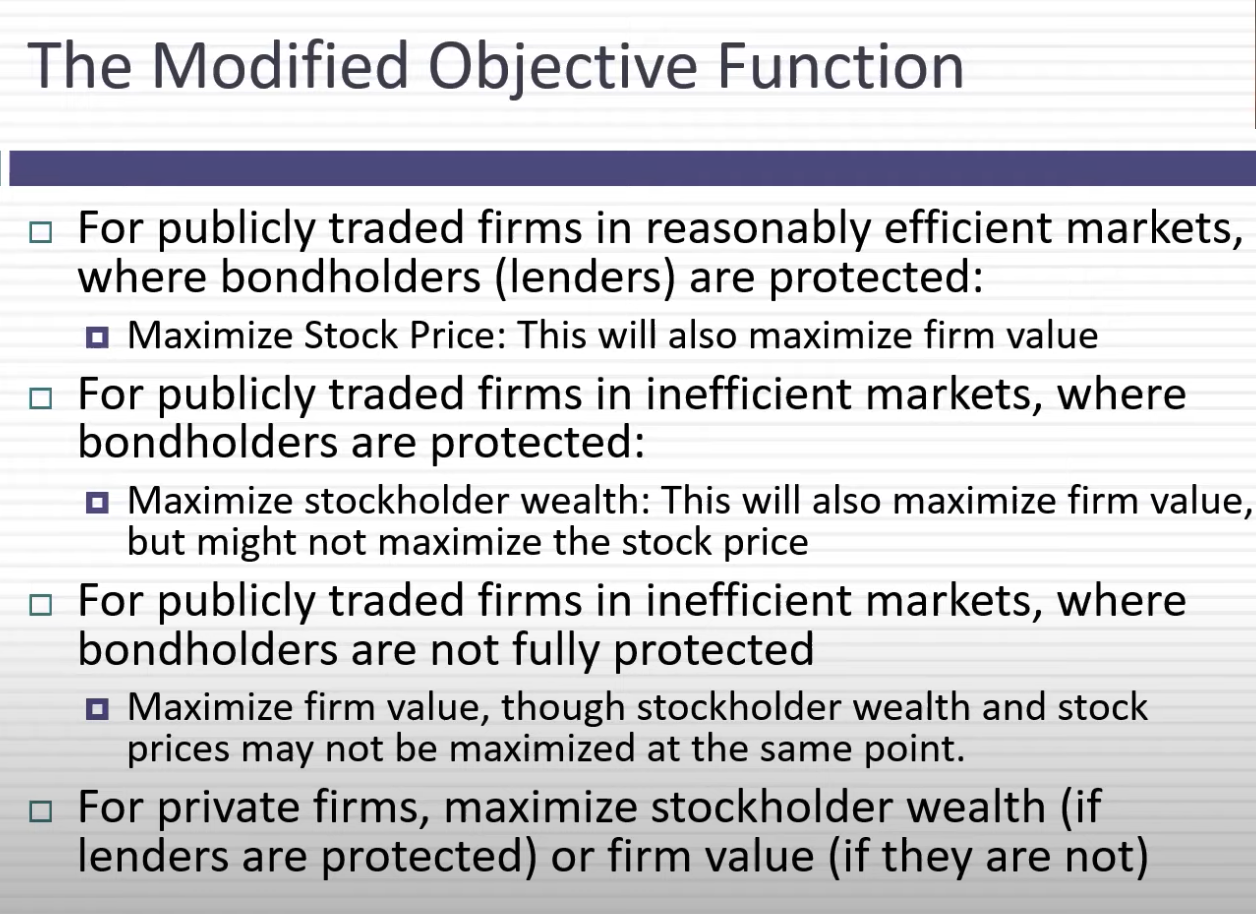 The Modified Objective Function
For publicly traded firms in reasonably efficient markets,
where bondholders (lenders) are protected:
Maximize Stock Price: This will also maximize firm value
For publicly traded firms in inefficient markets, where
bondholders are protected:
Maximize stockholder wealth: This will also maximize firm value,
but might not maximize the stock price
For publicly traded firms in inefficient markets, where
bondholders are not fully protected
Maximize firm value, though stockholder wealth and stock
prices may not be maximized at the same point.
For private firms, maximize stockholder wealth (if
lenders are protected) or firm value (if they are not)